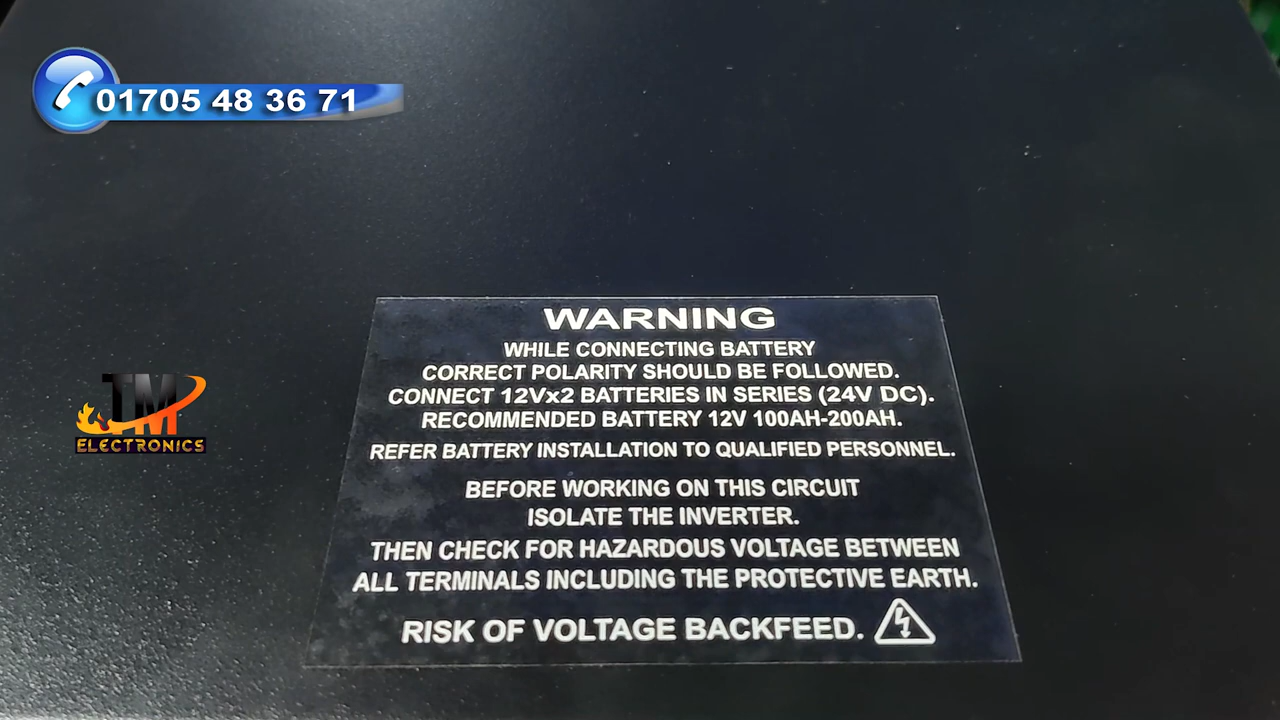 01705 48 36 71
WARNING
WHILE CONNECTING BATTERY
CORRECT POLARITY SHOULD BE FOLLOWED.
CONNECT 12Vx2 BATTERIES IN SERIES (24V DC).
RECOMMENDED BATTERY 12V 100AH-200AH.
REFER BATTERY INSTALLATION TO QUALIFIED PERSONNEL.
BEFORE WORKING ON THIS CIRCUIT
ISOLATE THE INVERTER.
THEN CHECK FOR HAZARDOUS VOLTAGE BETWEEN
ALL TERMINALS INCLUDING THE PROTECTIVE EARTH.
RISK OF VOLTAGE BACKFEED.
TM
ELECTRONICS